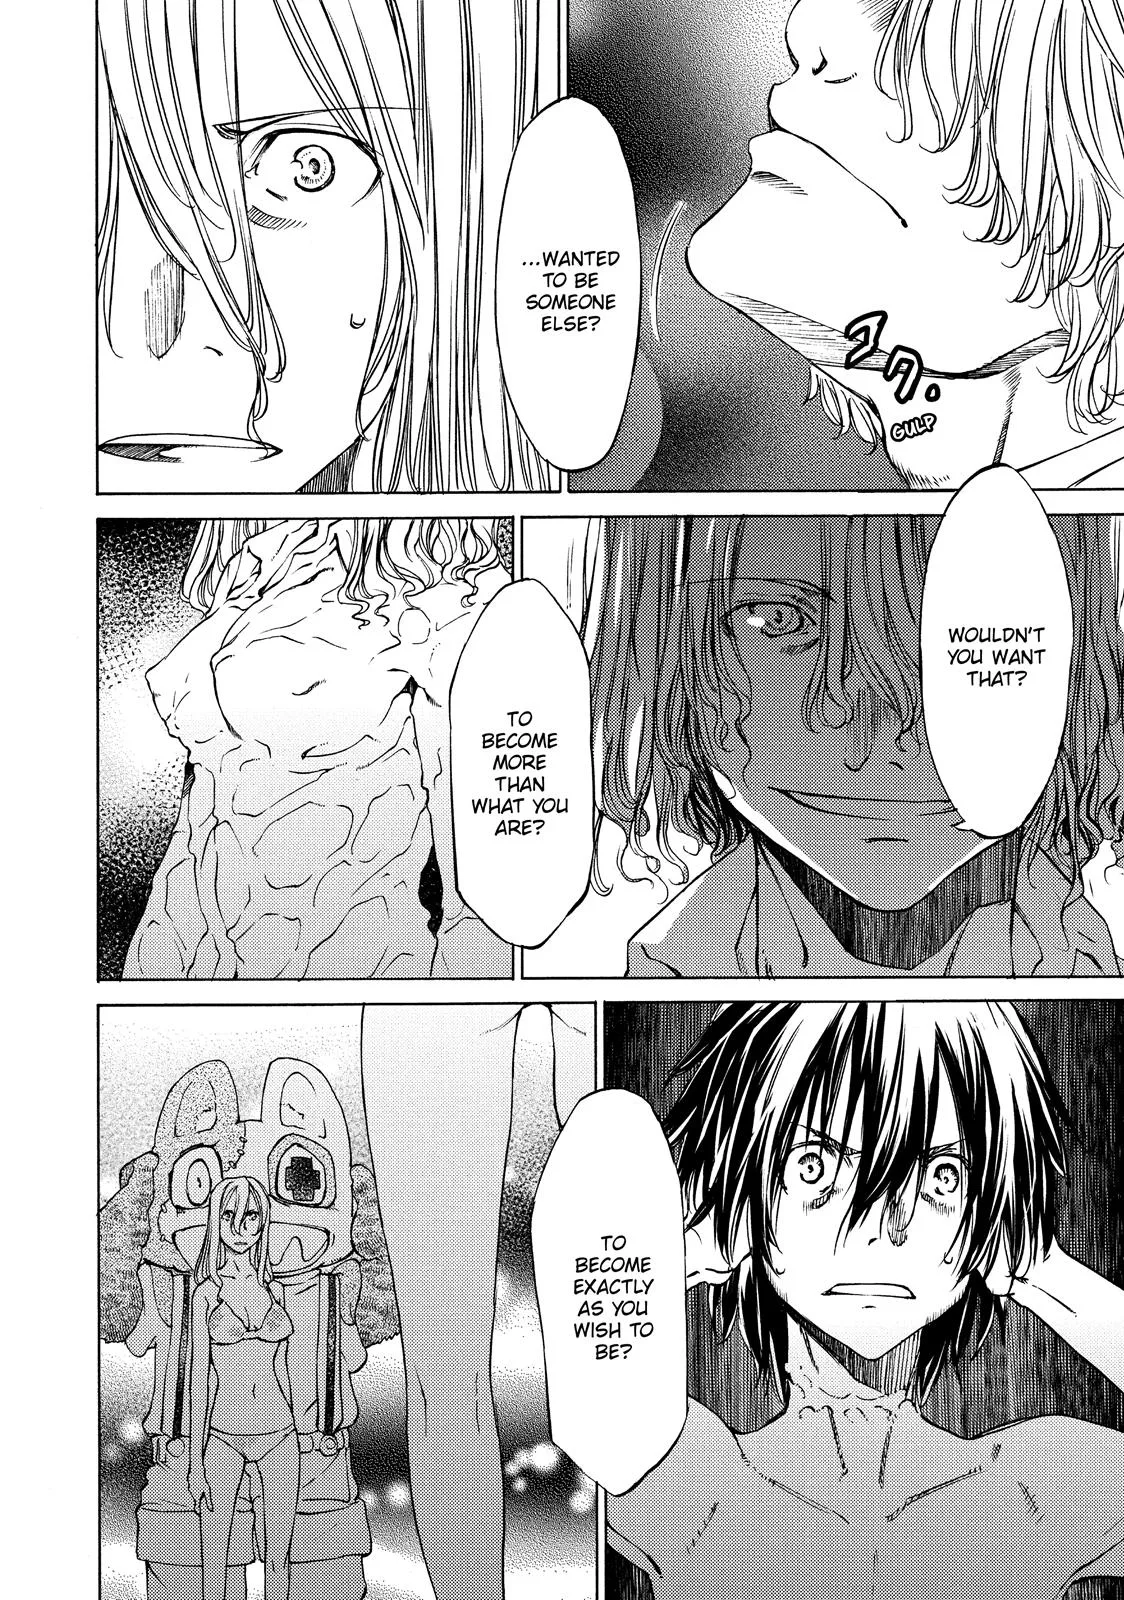 ゴク。
GULP
...WANTED
TO BE
SOMEONE
ELSE?
WOULDN'T
YOU WANT
THAT?
TO
BECOME
MORE
THAN
WHAT YOU
ARE?
TO
BECOME
EXACTLY
AS YOU
WISH TO
BE?